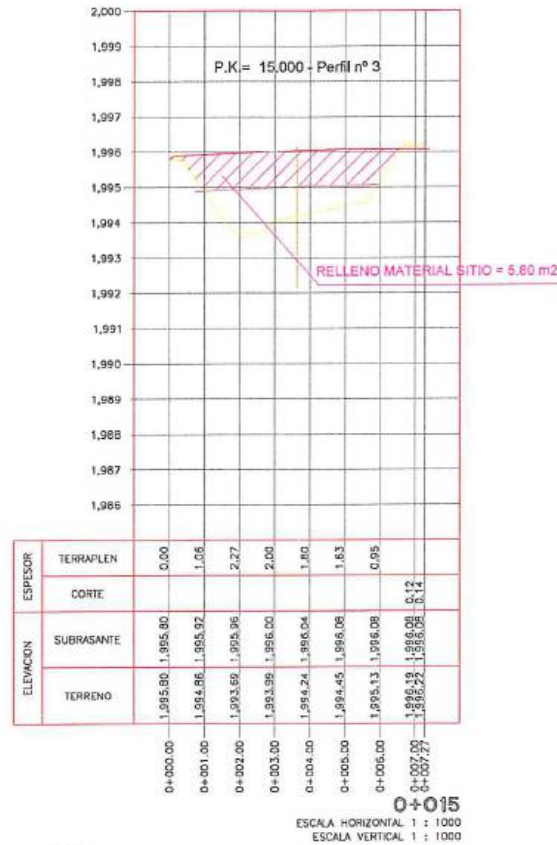 2,000
1,999
1,998
P.K.= 15.000 - Perfil nº 3
1,997
1,996
1,995
1,994
1,993
RELLENO MATERIAL SITIO = 5.80 m2
1,992
1,991
1,990
1,989
1,988
1,987
1,986
ESPESOR
TERRAPLEN 0.00 1.06 2.27 2.00 1.80 1.63 0.95
CORTE 0.12 0.14
ELEVACION
SUBRASANTE 1,995.80 1,995.92 1,995.96 1,996.00 1,996.04 1,996.08 1,996.08 1,996.08 1,996.08
TERRENO 1,995.80 1,994.86 1,993.69 1,993.99 1,994.24 1,994.45 1,995.13 1,996.19 1,996.22
0+000.00 0+001.00 0+002.00 0+003.00 0+004.00 0+005.00 0+006.00 0+007.00 0+007.27
0+015
ESCALA HORIZONTAL 1 : 1000
ESCALA VERTICAL 1 : 1000